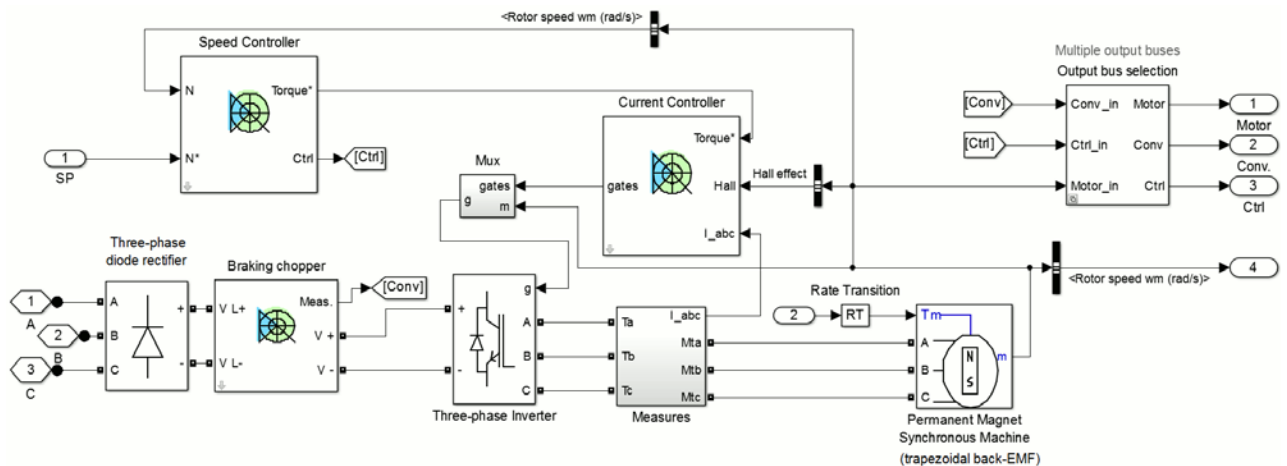 <Rotor speed wm (rad/s)>
Speed Controller
N
Torque*
N*
Ctrl
1
SP
[Ctrl]
Current Controller
Torque*
gates
Hall
I_abc
Mux
gates
g
m
Hall effect
Multiple output buses
Output bus selection
[Conv]
[Ctrl]
Conv_in
Motor
Ctrl_in
Conv
Motor_in
Ctrl
1
Motor
2
Conv.
3
Ctrl
<Rotor speed wm (rad/s)>
4
Three-phase
diode rectifier
1
A
2
B
3
C
A
+
B
C
-
Braking chopper
V L+
Meas.
V +
V L-
V -
[Conv]
g
+
A
B
-
C
Three-phase Inverter
I_abc
Ta
Mta
Tb
Mtb
Tc
Mtc
Measures
Rate Transition
2
RT
Tm
A
N
m
B
S
C
Permanent Magnet
Synchronous Machine
(trapezoidal back-EMF)